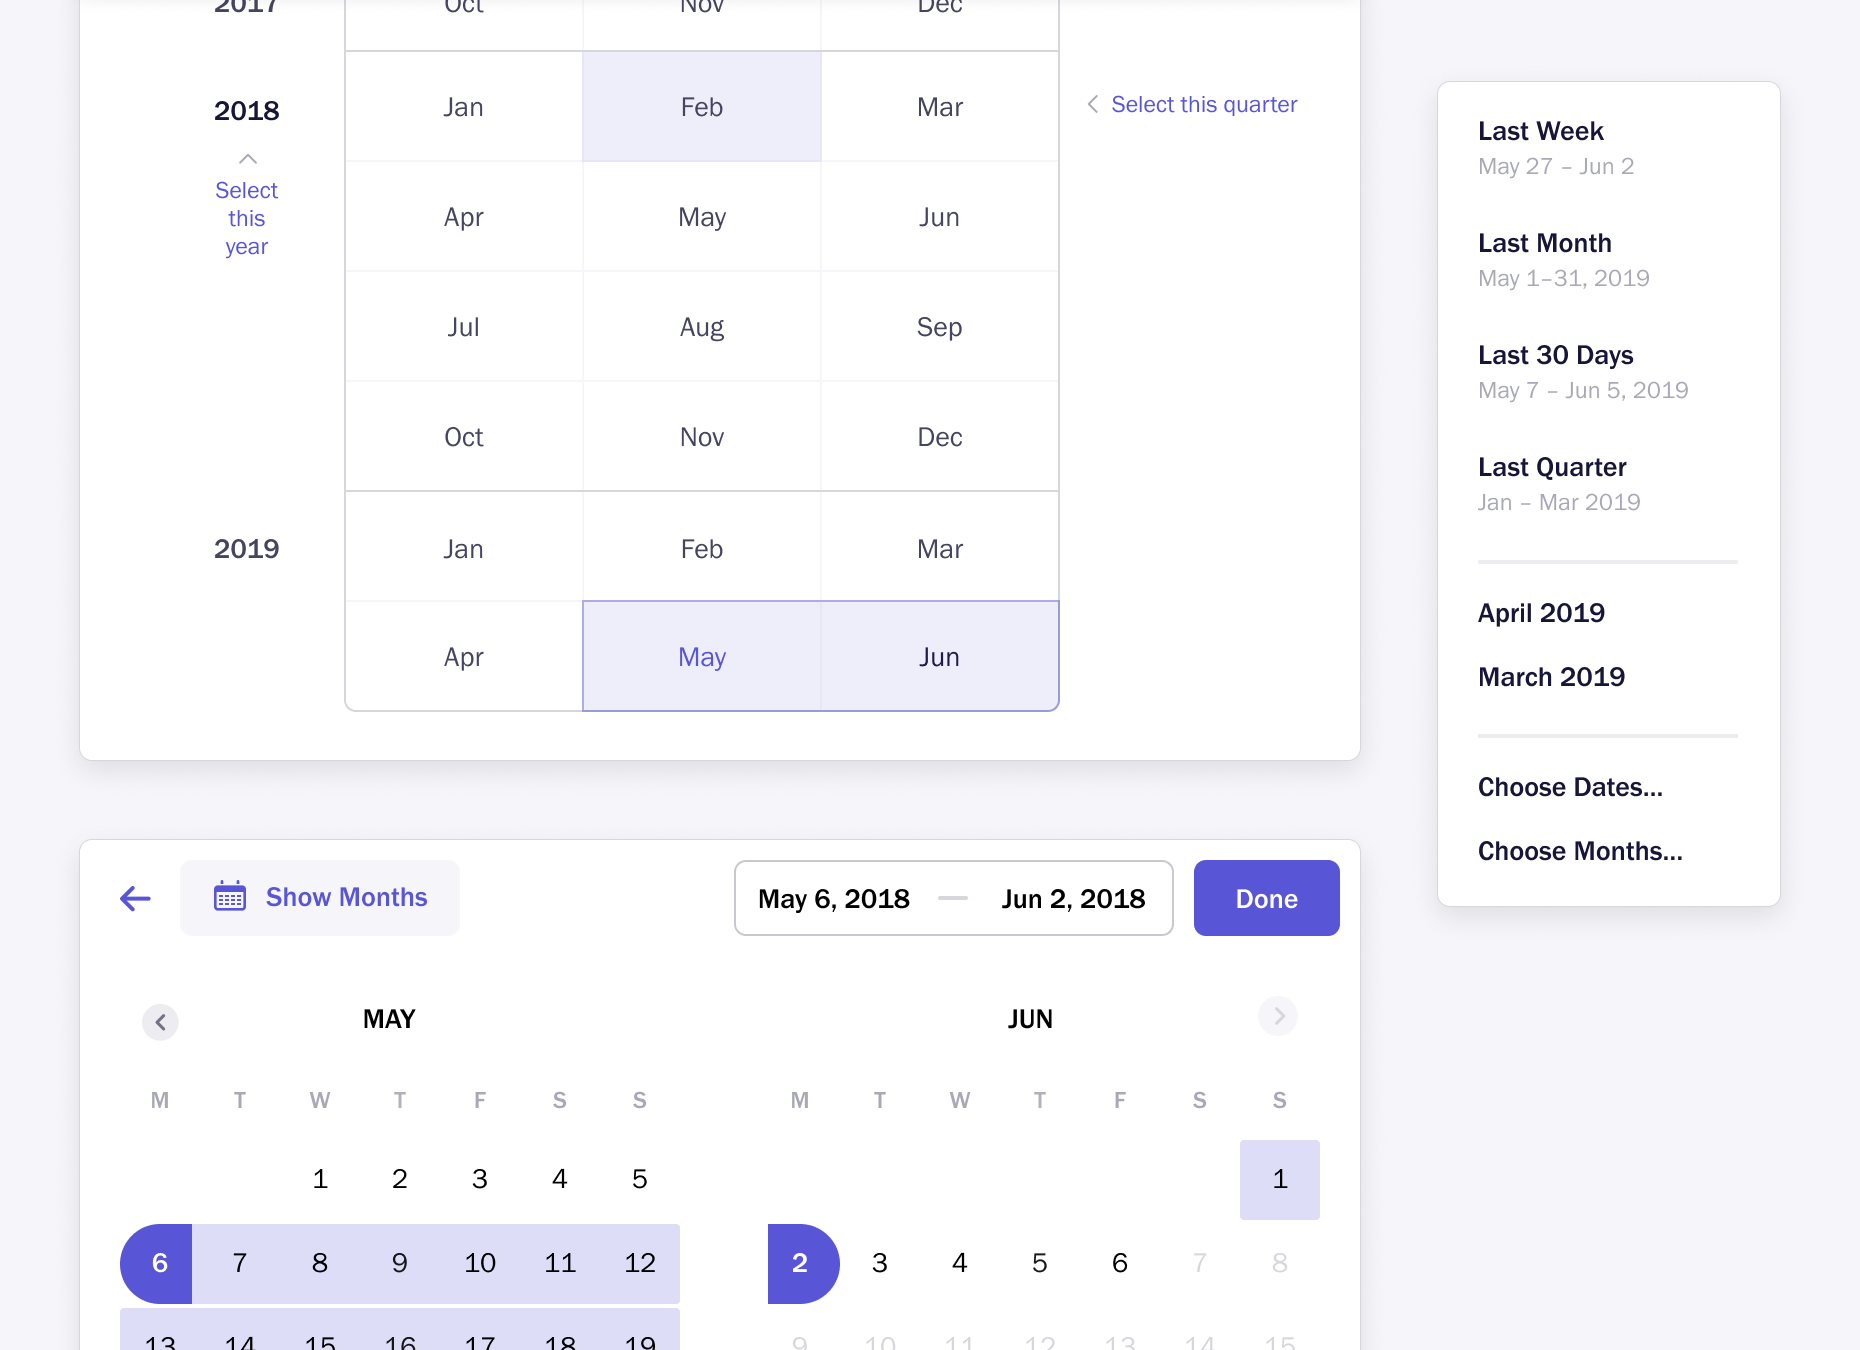 2017 Oct Nov Dec
2018 Jan Feb Mar Select this quarter
Select
this
year
Apr May Jun
Jul Aug Sep
Oct Nov Dec
2019 Jan Feb Mar
Apr May Jun
Last Week
May 27 – Jun 2
Last Month
May 1–31, 2019
Last 30 Days
May 7 – Jun 5, 2019
Last Quarter
Jan – Mar 2019
April 2019
March 2019
Choose Dates...
Choose Months...
Show Months May 6, 2018 — Jun 2, 2018 Done
MAY
M T W T F S S
1 2 3 4 5
6 7 8 9 10 11 12
13 14 15 16 17 18 19
JUN
M T W T F S S
1
2 3 4 5 6 7 8
9 10 11 12 13 14 15